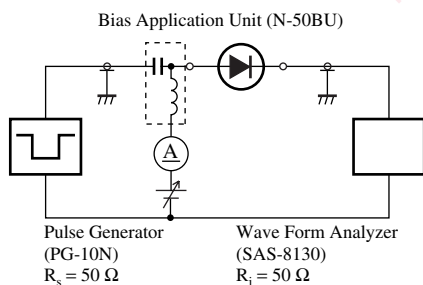 Bias Application Unit (N-50BU)
A
Pulse Generator
(PG-10N)
Rs = 50 Ω
Wave Form Analyzer
(SAS-8130)
Ri = 50 Ω